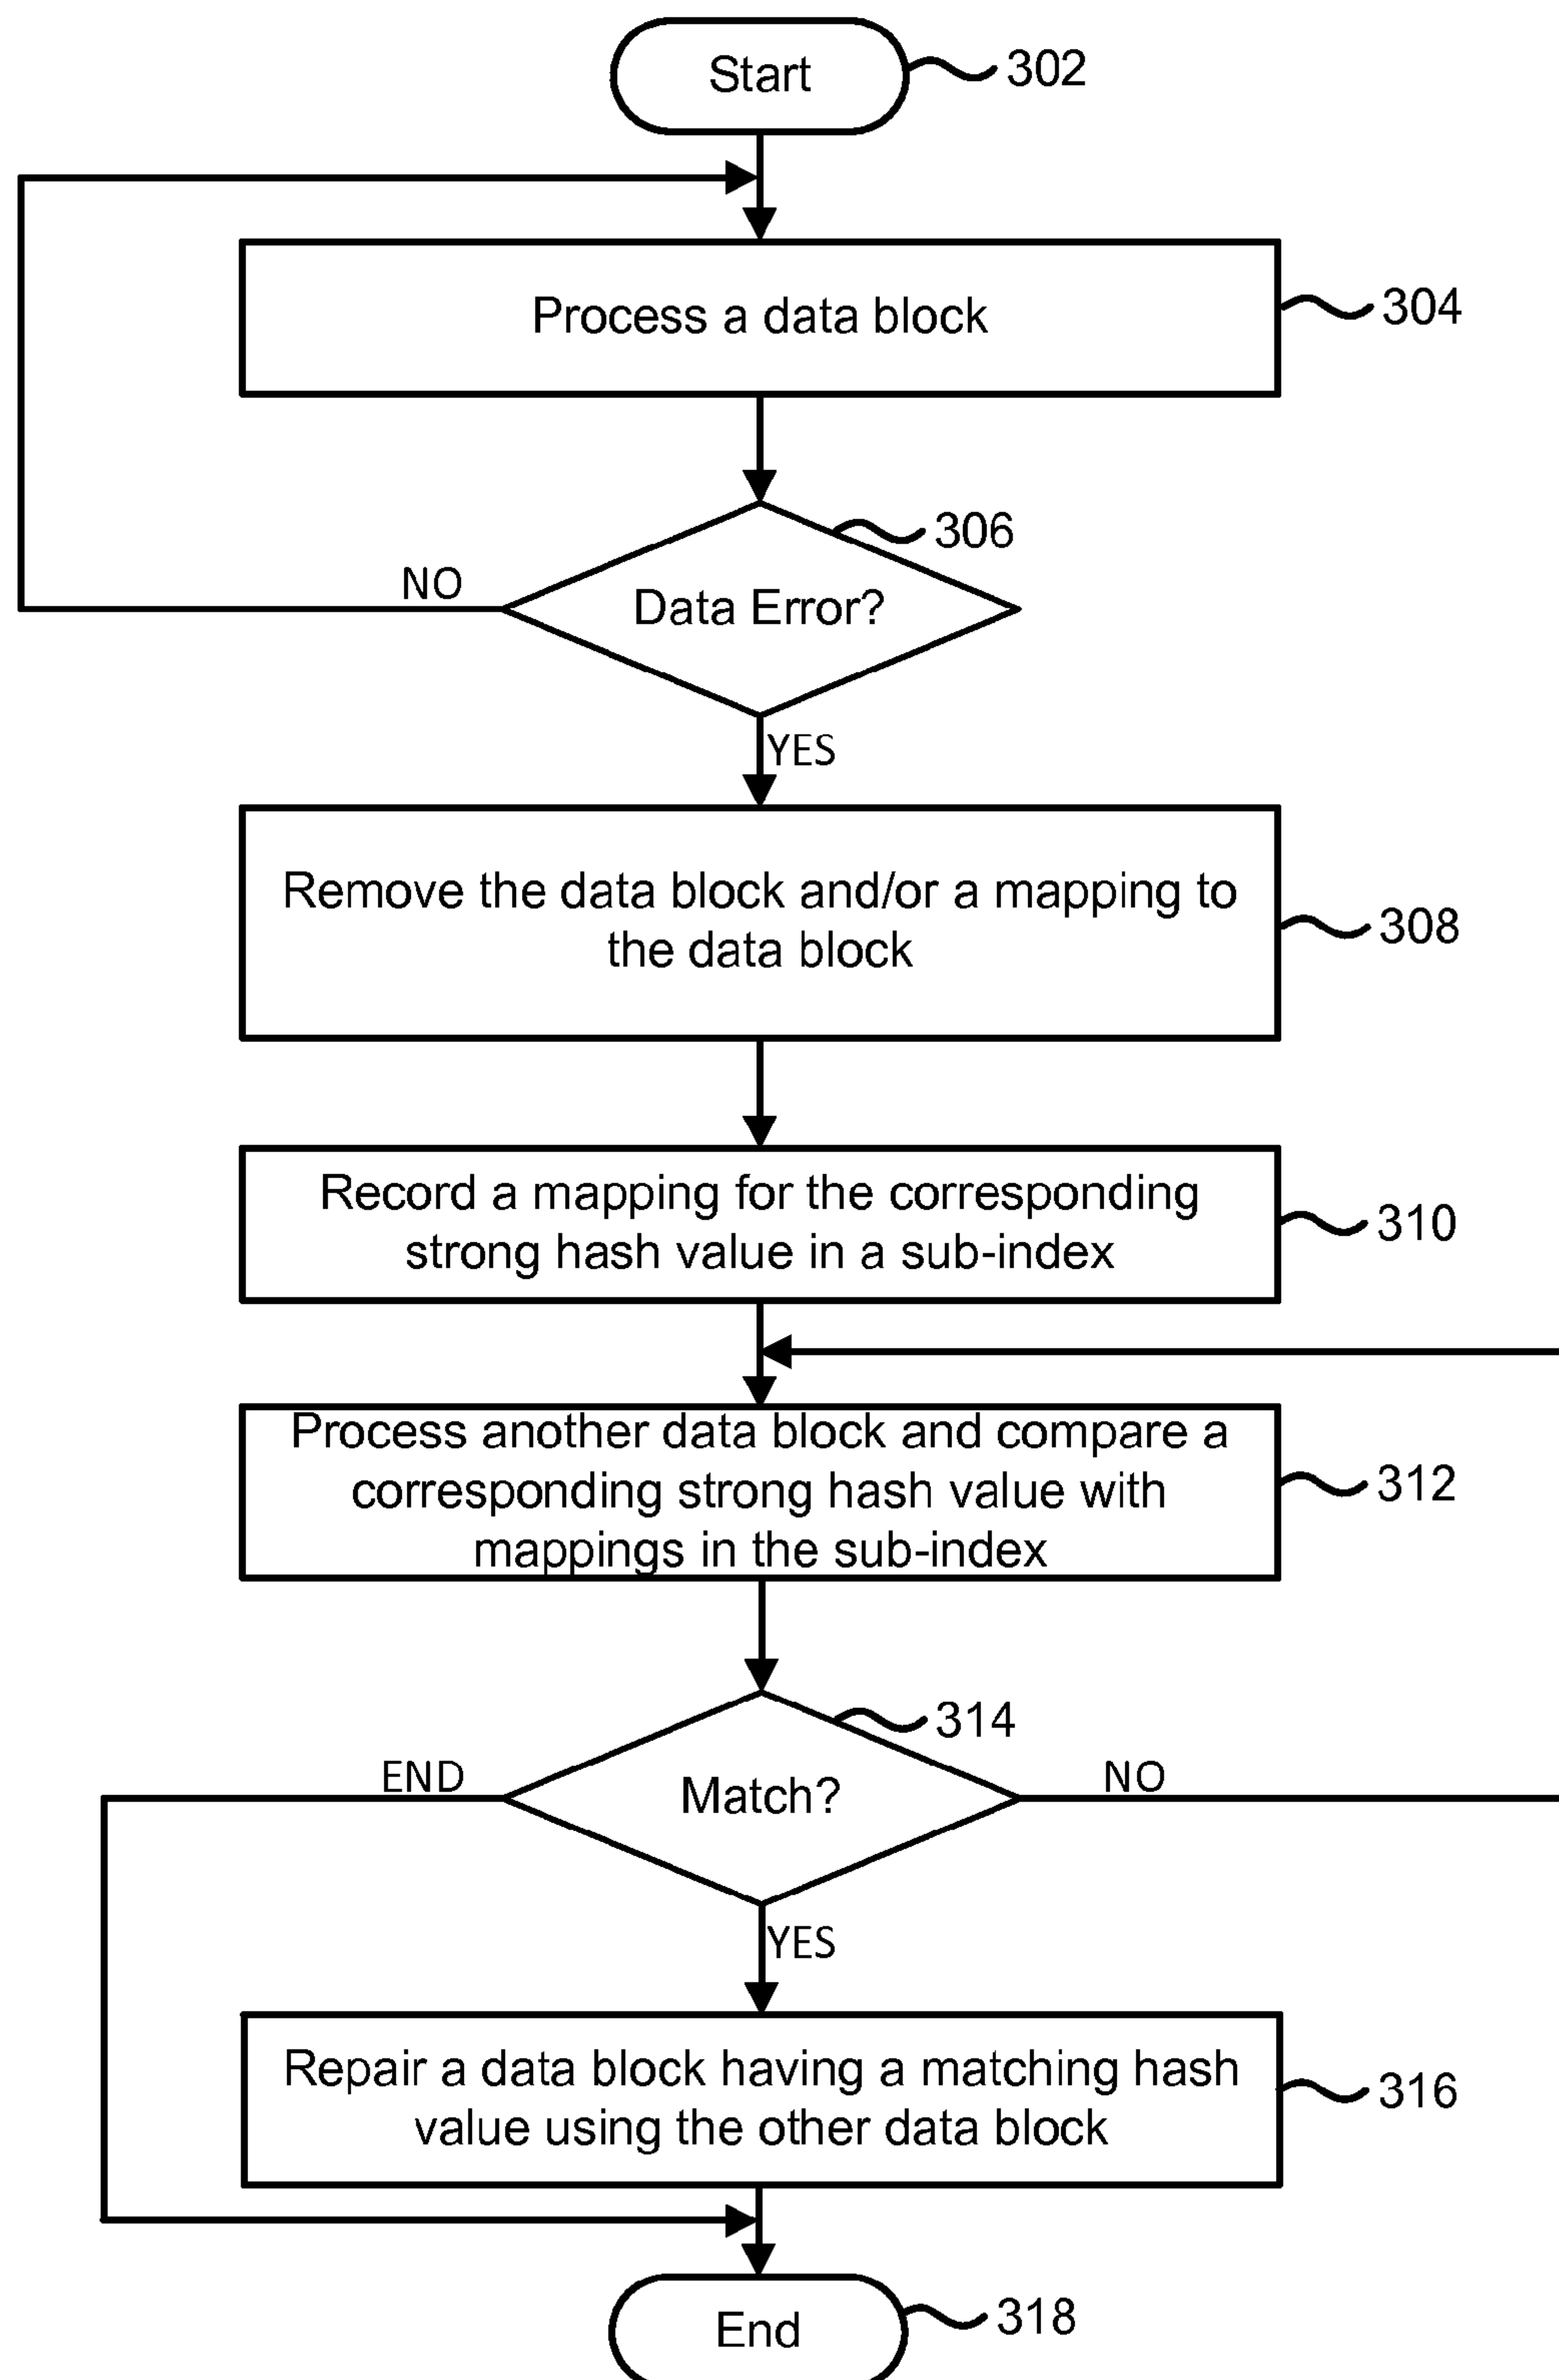 Start
302
Process a data block
304
306
Data Error?
NO
YES
Remove the data block and/or a mapping to
the data block
308
Record a mapping for the corresponding
strong hash value in a sub-index
310
Process another data block and compare a
corresponding strong hash value with
mappings in the sub-index
312
314
END
Match?
NO
YES
Repair a data block having a matching hash
value using the other data block
316
End
318